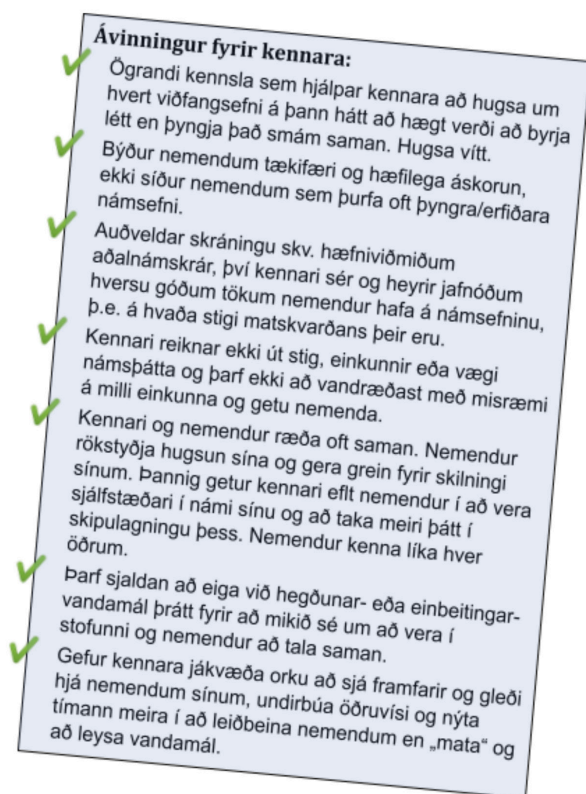 Ávinningur fyrir kennara:
Ögrandi kennsla sem hjálpar kennara að hugsa um
hvert viðfangsefni á þann hátt að hægt verði að byrja
létt en þyngja það smám saman. Hugsa vítt.
Býður nemendum tækifæri og hæfilega áskorun,
ekki síður nemendum sem þurfa oft þyngra/erfiðara
námsefni.
Auðveldar skráningu skv. hæfniviðmiðum
aðalnámskrár, því kennari sér og heyrir jafnóðum
hversu góðum tökum nemendur hafa á námsefninu,
þ.e. á hvaða stigi matskvarðans þeir eru.
Kennari reiknar ekki út stig, einkunnir eða vægi
námsþátta og þarf ekki að vandræðast með misræmi
á milli einkunna og getu nemenda.
Kennari og nemendur ræða oft saman. Nemendur
rökstyðja hugsun sína og gera grein fyrir skilningi
sínum. Þannig getur kennari eflt nemendur í að vera
sjálfstæðari í námi sínu og að taka meiri þátt í
skipulagningu þess. Nemendur kenna líka hver
öðrum.
Þarf sjaldan að eiga við hegðunar- eða einbeitingar-
vandamál þrátt fyrir að mikið sé um að vera í
stofunni og nemendur að tala saman.
Gefur kennara jákvæða orku að sjá framfarir og gleði
hjá nemendum sínum, undirbúa öðruvísi og nýta
tímann meira í að leiðbeina nemendum en „mata“ og
að leysa vandamál.